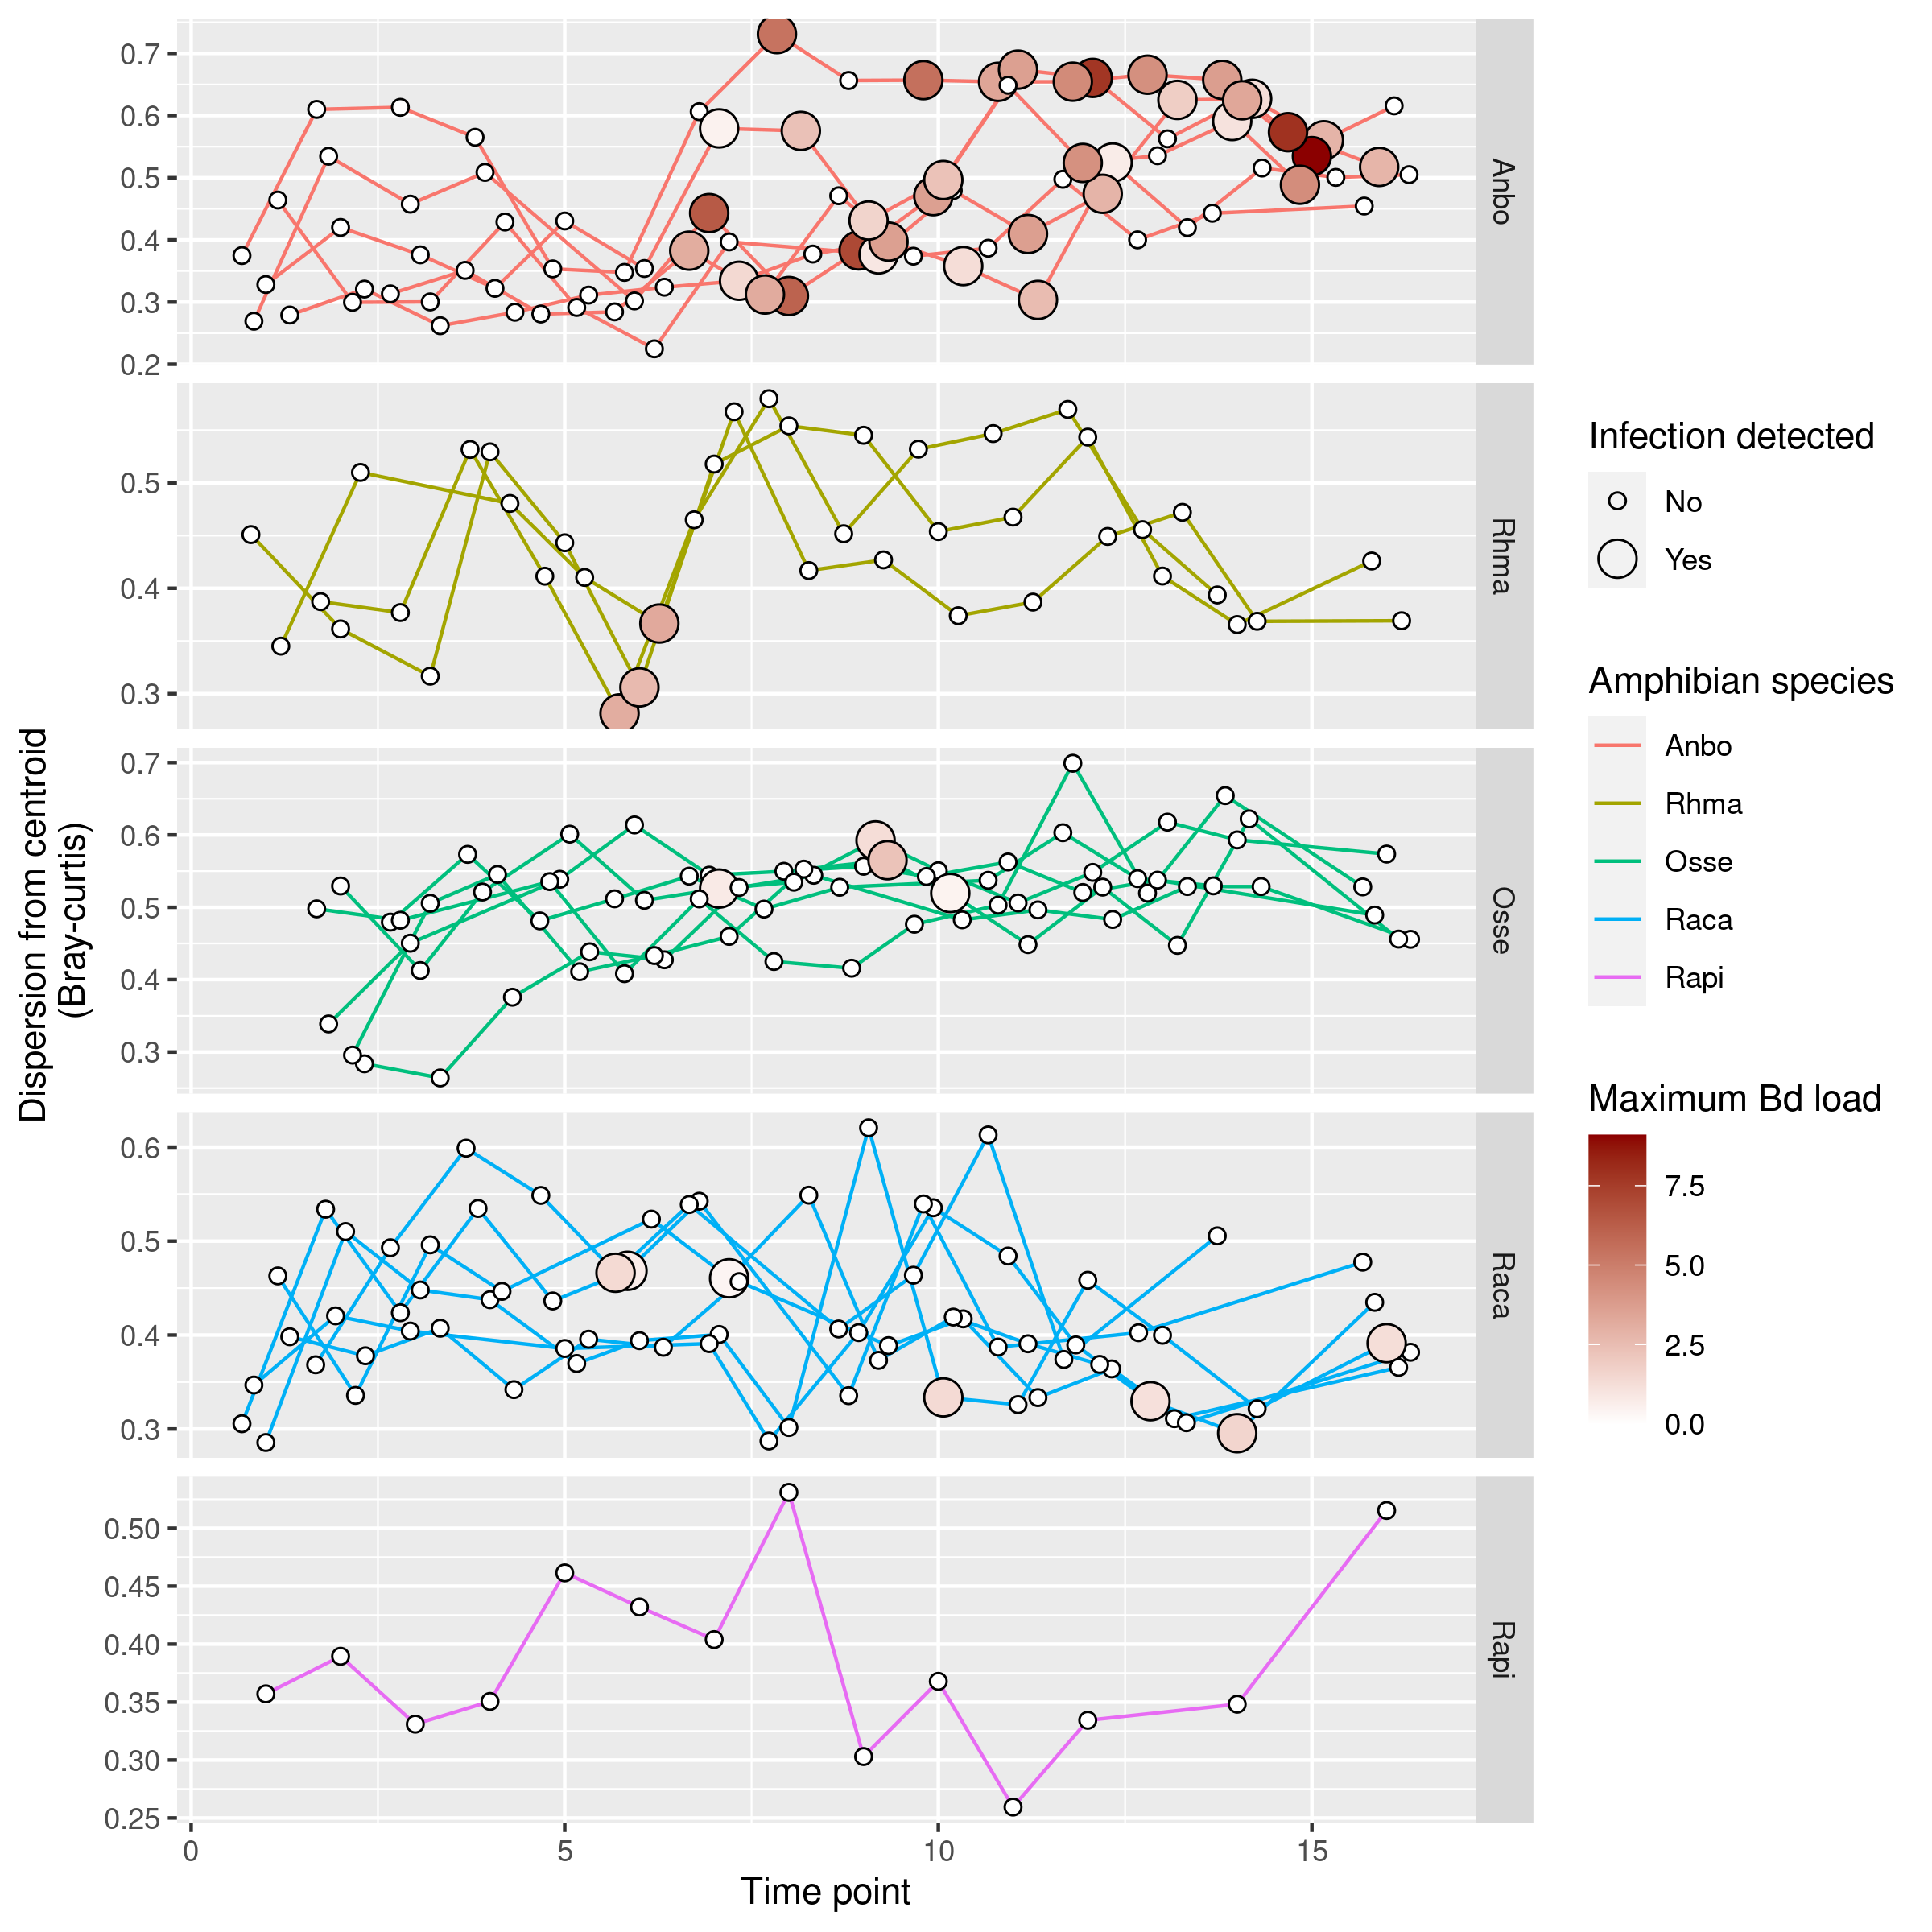 Dispersion from centroid
(Bray-curtis)
0.7
0.6
0.5
0.4
0.3
0.2
Anbo
0.5
0.4
0.3
Rhma
0.7
0.6
0.5
0.4
0.3
Osse
0.6
0.5
0.4
0.3
Raca
0.50
0.45
0.40
0.35
0.30
0.25
Rapi
0 5 10 15
Time point
Infection detected
No
Yes
Amphibian species
Anbo
Rhma
Osse
Raca
Rapi
Maximum Bd load
7.5
5.0
2.5
0.0